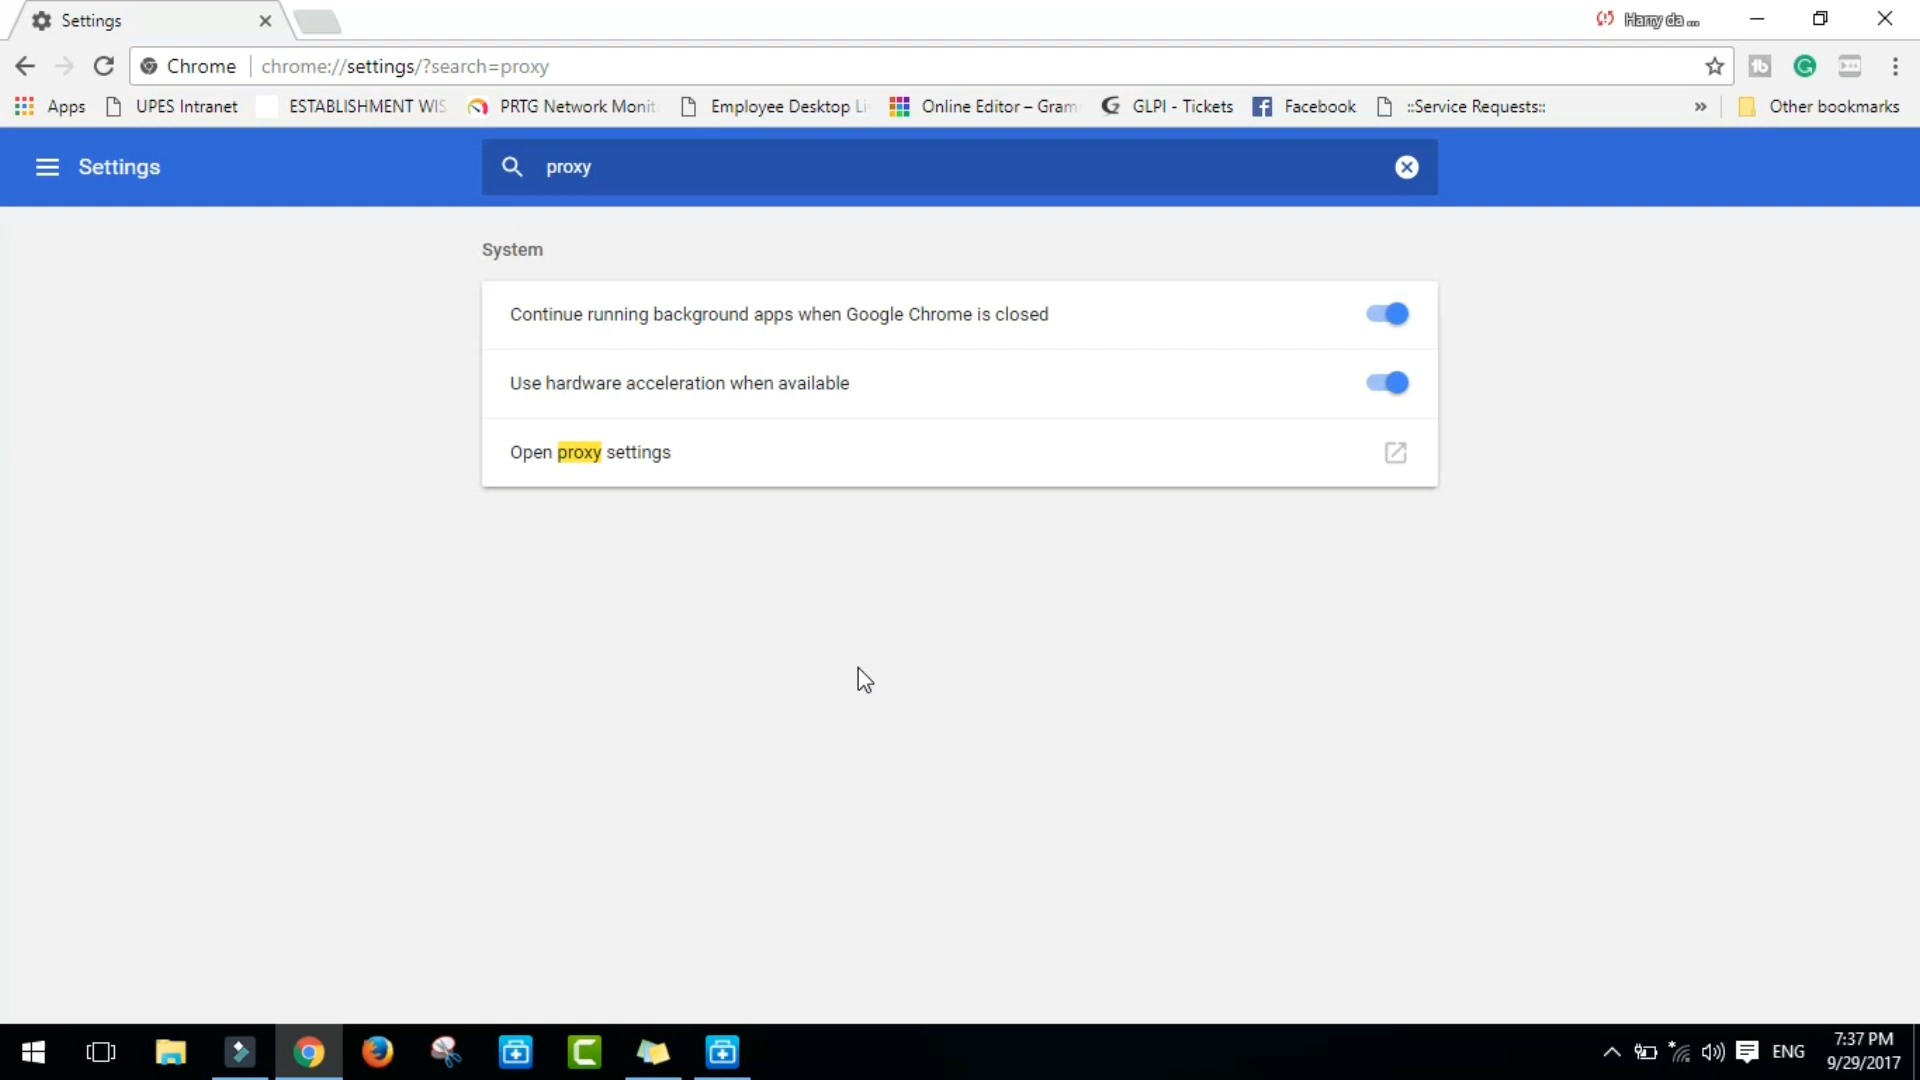 Settings
Harry da ...
Chrome chrome://settings/?search=proxy
Apps UPES Intranet ESTABLISHMENT WIS PRTG Network Monit Employee Desktop Li Online Editor – Gram GLPI - Tickets Facebook ::Service Requests:: » Other bookmarks
Settings proxy
System
Continue running background apps when Google Chrome is closed
Use hardware acceleration when available
Open proxy settings
ENG
7:37 PM
9/29/2017